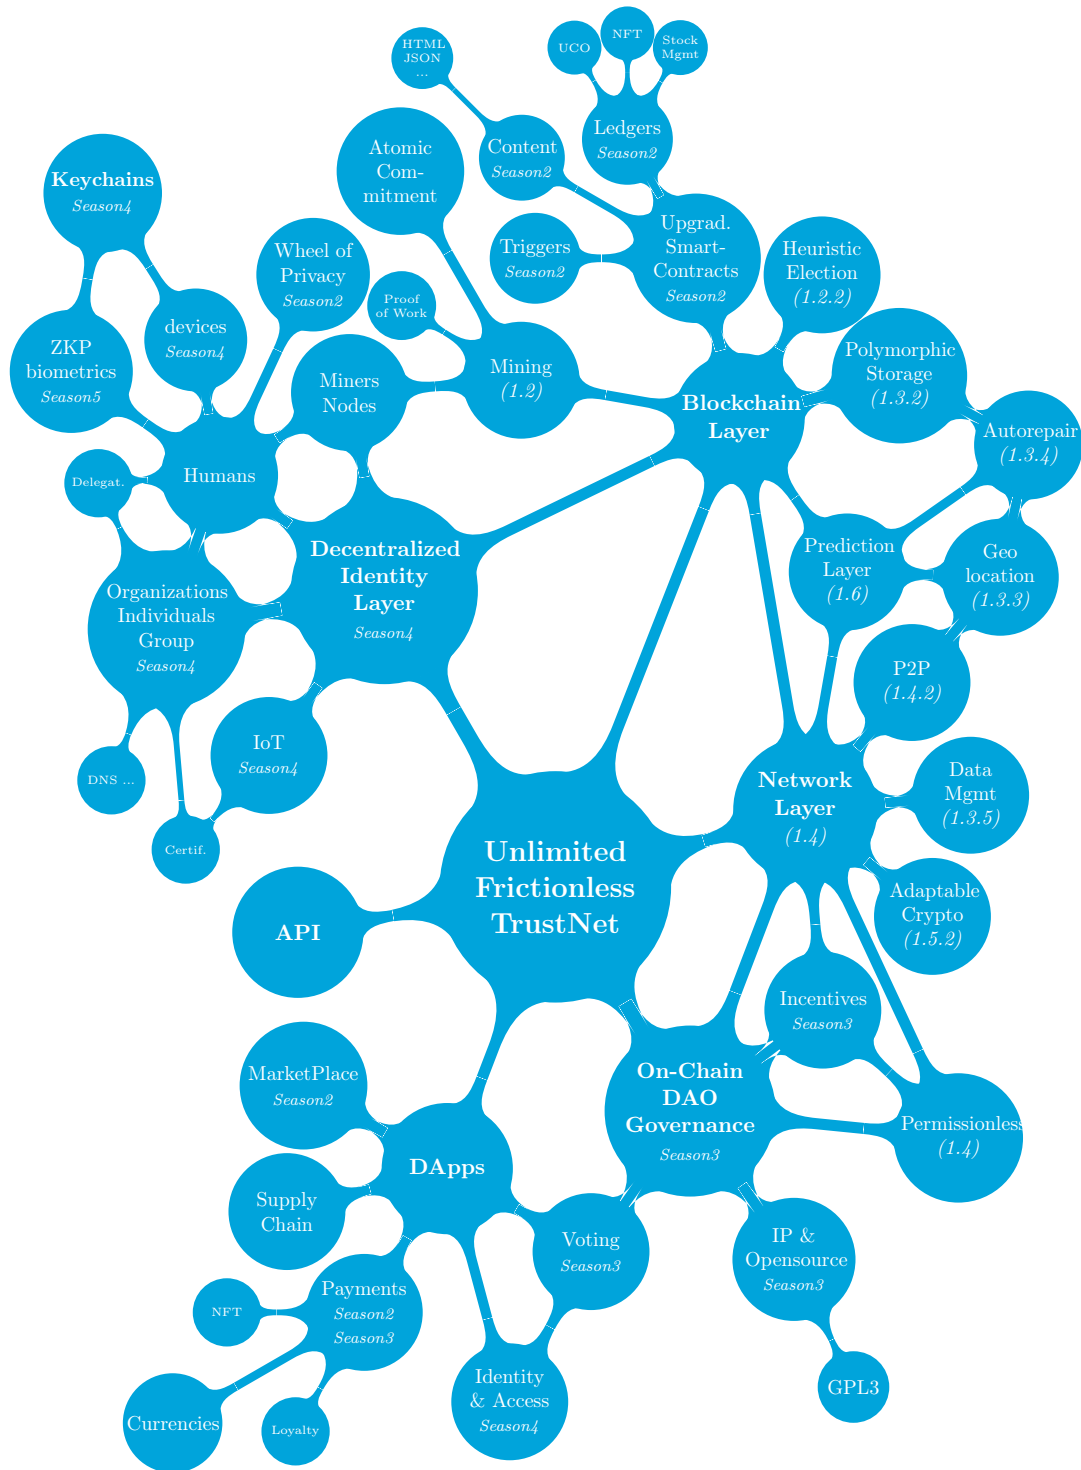 HTML
JSON
...
UCO
NFT
Stock
Mgmt
Ledgers
Season2
Content
Season2
Atomic
Com-
mitment
Keychains
Season4
Upgrad.
Smart-
Contracts
Season2
Triggers
Season2
Wheel of
Privacy
Season2
Heuristic
Election
(1.2.2)
Proof
of Work
devices
Season4
ZKP
biometrics
Season5
Miners
Nodes
Mining
(1.2)
Polymorphic
Storage
(1.3.2)
Blockchain
Layer
Autorepair
(1.3.4)
Humans
Delegat.
Decentralized
Identity
Layer
Season4
Prediction
Layer
(1.6)
Geo
location
(1.3.3)
Organizations
Individuals
Group
Season4
P2P
(1.4.2)
IoT
Season4
DNS ...
Certif.
Network
Layer
(1.4)
Data
Mgmt
(1.3.5)
Unlimited
Frictionless
TrustNet
Adaptable
Crypto
(1.5.2)
API
Incentives
Season3
MarketPlace
Season2
On-Chain
DAO
Governance
Season3
Permissionless
(1.4)
DApps
Supply
Chain
Voting
Season3
IP &
Opensource
Season3
Payments
Season2
Season3
NFT
Identity
& Access
Season4
GPL3
Currencies
Loyalty